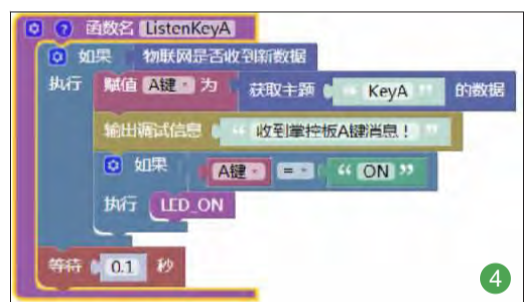 函数名 ListenKeyA
如果 物联网是否收到新数据
执行 赋值 A键 为 获取主题 “ KeyA ” 的数据
输出调试信息 “ 收到掌控板A键消息！ ”
如果 A键 = “ ON ”
执行 LED_ON
等待 0.1 秒
4